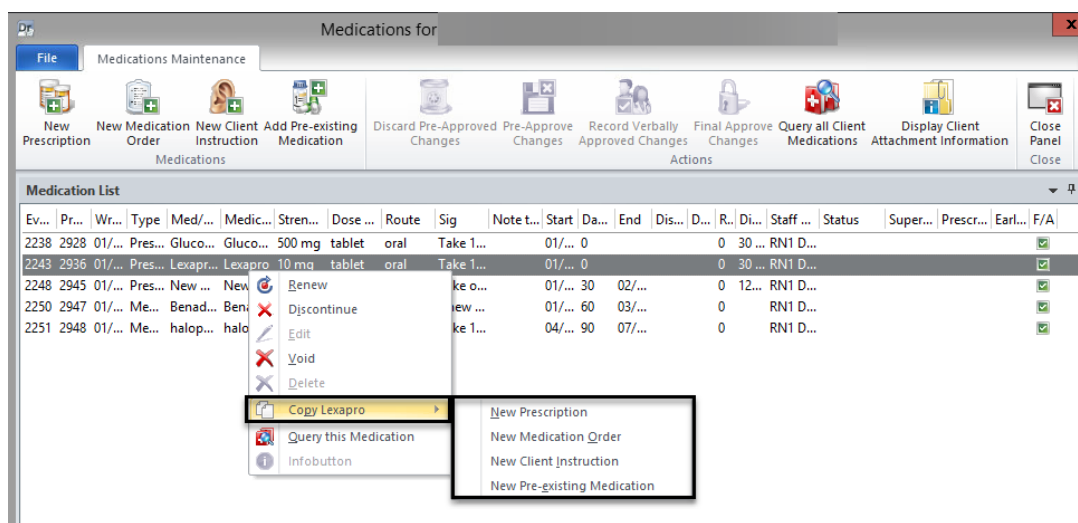 Medications for
x
File Medications Maintenance
New Prescription
New Medication Order
New Client Instruction
Add Pre-existing Medication
Discard Pre-Approved Changes
Pre-Approve Changes
Record Verbally Approved Changes
Final Approve Changes
Query all Client Medications
Display Client Attachment Information
Close Panel
Medications Actions Close
Medication List
Ev... Pr... Wr... Type Med/... Medic... Stren... Dose ... Route Sig Note t... Start Da... End Dis... D... R.. Di... Staff ... Status Super... Prescr... Earl... F/A
2238 2928 01/... Pres... Gluco... Gluco... 500 mg tablet oral Take 1... 01/... 0 0 30 ... RN1 D...
2243 2936 01/... Pres... Lexapr... Lexapro 10 mg tablet oral Take 1... 01/... 0 0 30 ... RN1 D...
2248 2945 01/... Pres... New ... New ke o... 01/... 30 02/... 0 12... RN1 D...
2250 2947 01/... Me... Benad... Ben new ... 01/... 60 03/... 0 RN1 D...
2251 2948 01/... Me... halop... halo ke 1... 04/... 90 07/... 0 RN1 D...
Renew
Discontinue
Edit
Void
Delete
Copy Lexapro
Query this Medication
Infobutton
New Prescription
New Medication Order
New Client Instruction
New Pre-existing Medication